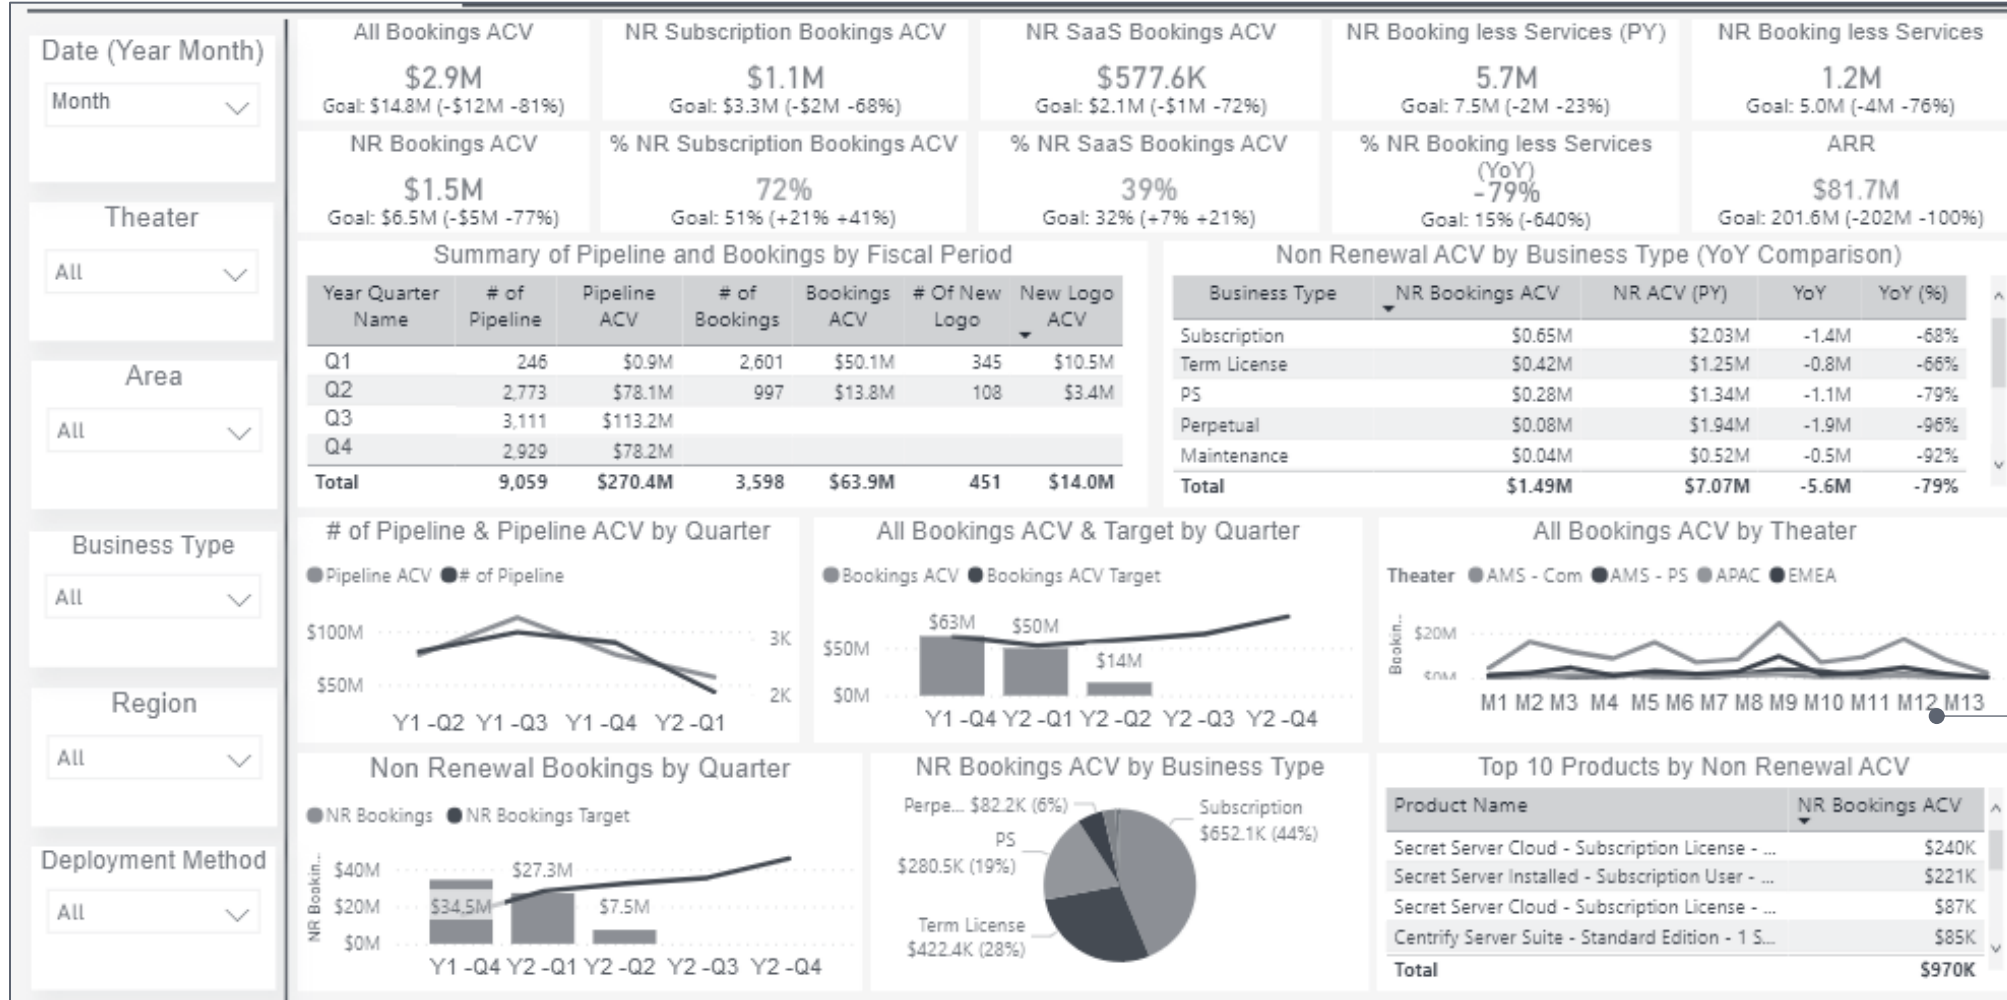 Date (Year Month)
Month
Theater
All
Area
All
Business Type
All
Region
All
Deployment Method
All
All Bookings ACV
$2.9M
Goal: $14.8M (-$12M -81%)
NR Subscription Bookings ACV
$1.1M
Goal: $3.3M (-$2M -68%)
NR SaaS Bookings ACV
$577.6K
Goal: $2.1M (-$1M -72%)
NR Booking less Services (PY)
5.7M
Goal: 7.5M (-2M -23%)
NR Booking less Services
1.2M
Goal: 5.0M (-4M -76%)
NR Bookings ACV
$1.5M
Goal: $6.5M (-$5M -77%)
% NR Subscription Bookings ACV
72%
Goal: 51% (+21% +41%)
% NR SaaS Bookings ACV
39%
Goal: 32% (+7% +21%)
% NR Booking less Services
(YoY)
-79%
Goal: 15% (-640%)
ARR
$81.7M
Goal: 201.6M (-202M -100%)
Summary of Pipeline and Bookings by Fiscal Period
Year Quarter Name # of Pipeline Pipeline ACV # of Bookings Bookings ACV # Of New Logo New Logo ACV
Q1 246 $0.9M 2,601 $50.1M 345 $10.5M
Q2 2,773 $78.1M 997 $13.8M 108 $3.4M
Q3 3,111 $113.2M
Q4 2,929 $78.2M
Total 9,059 $270.4M 3,598 $63.9M 451 $14.0M
Non Renewal ACV by Business Type (YoY Comparison)
Business Type NR Bookings ACV NR ACV (PY) YoY YoY (%)
Subscription $0.65M $2.03M -1.4M -68%
Term License $0.42M $1.25M -0.8M -66%
PS $0.28M $1.34M -1.1M -79%
Perpetual $0.08M $1.94M -1.9M -96%
Maintenance $0.04M $0.52M -0.5M -92%
Total $1.49M $7.07M -5.6M -79%
# of Pipeline & Pipeline ACV by Quarter
Pipeline ACV # of Pipeline
$100M
$50M
3K
2K
Y1 -Q2 Y1 -Q3 Y1 -Q4 Y2 -Q1
All Bookings ACV & Target by Quarter
Bookings ACV Bookings ACV Target
$50M
$0M
$63M
$50M
$14M
Y1 -Q4 Y2 -Q1 Y2 -Q2 Y2 -Q3 Y2 -Q4
All Bookings ACV by Theater
Theater AMS - Com AMS - PS APAC EMEA
Bookin...
$20M
$0M
M1 M2 M3 M4 M5 M6 M7 M8 M9 M10 M11 M12 M13
Non Renewal Bookings by Quarter
NR Bookings NR Bookings Target
NR Bookin...
$40M
$20M
$0M
$34.5M
$27.3M
$7.5M
Y1 -Q4 Y2 -Q1 Y2 -Q2 Y2 -Q3 Y2 -Q4
NR Bookings ACV by Business Type
Perpe... $82.2K (6%)
PS
$280.5K (19%)
Term License
$422.4K (28%)
Subscription
$652.1K (44%)
Top 10 Products by Non Renewal ACV
Product Name NR Bookings ACV
Secret Server Cloud - Subscription License - ... $240K
Secret Server Installed - Subscription User - ... $221K
Secret Server Cloud - Subscription License - ... $87K
Centrify Server Suite - Standard Edition - 1 S... $85K
Total $970K